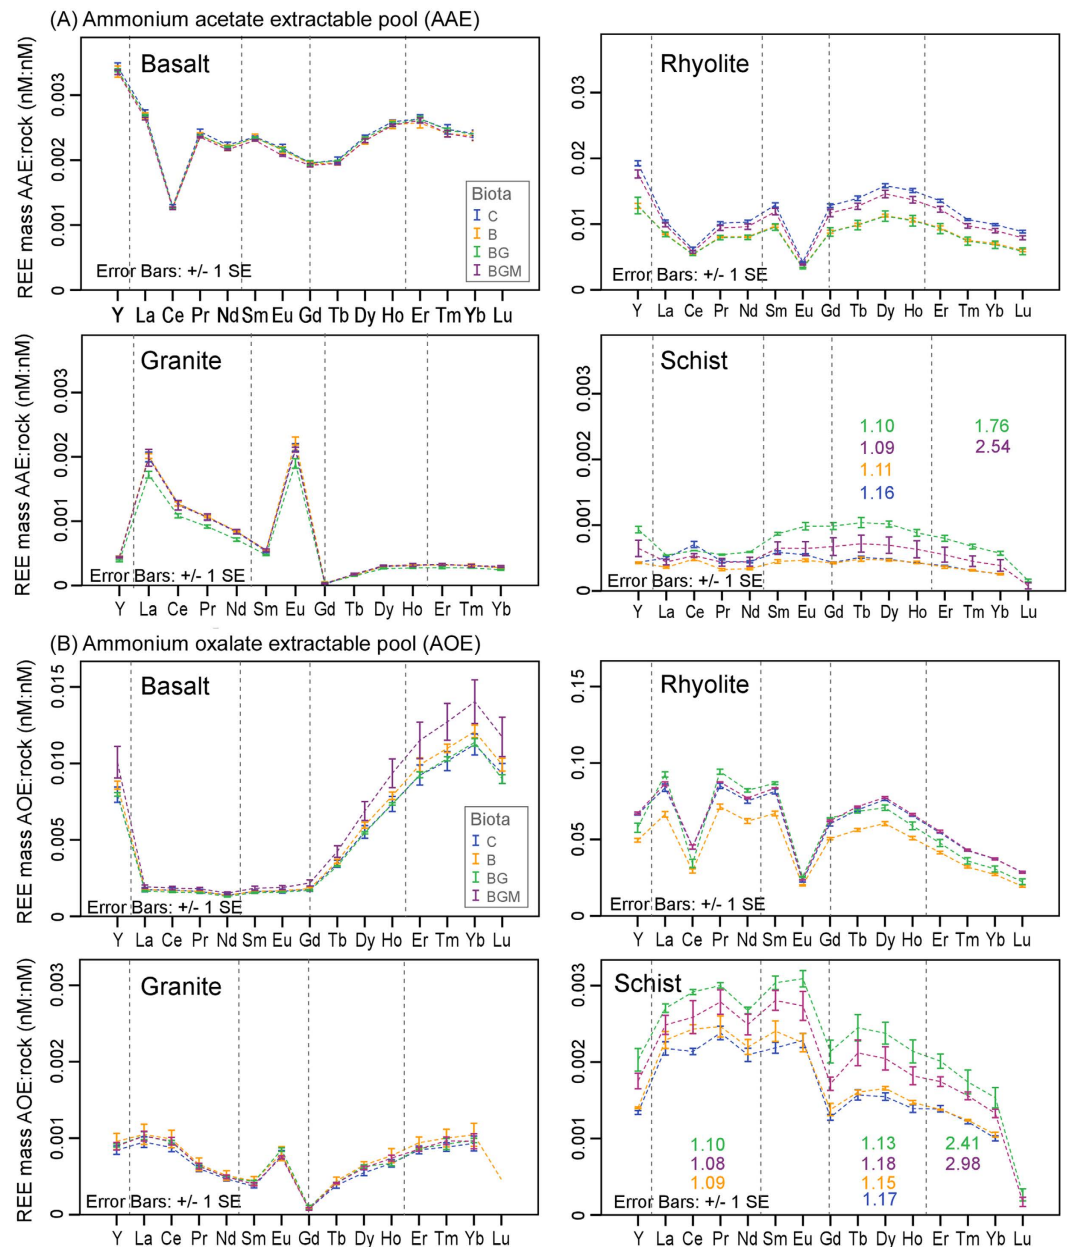 (A) Ammonium acetate extractable pool (AAE)
REE mass AAE:rock (nM:nM)
0.003
0.002
0.001
0
Basalt
Biota
C
B
BG
BGM
Error Bars: +/- 1 SE
Y La Ce Pr Nd Sm Eu Gd Tb Dy Ho Er Tm Yb Lu
0.03
0.02
0.01
0
Rhyolite
Error Bars: +/- 1 SE
Y La Ce Pr Nd Sm Eu Gd Tb Dy Ho Er Tm Yb Lu
REE mass AAE:rock (nM:nM)
0.003
0.002
0.001
0
Granite
Error Bars: +/- 1 SE
Y La Ce Pr Nd Sm Eu Gd Tb Dy Ho Er Tm Yb
0.003
0.002
0.001
0
Schist
1.10 1.76
1.09 2.54
1.11
1.16
Error Bars: +/- 1 SE
Y La Ce Pr Nd Sm Eu Gd Tb Dy Ho Er Tm Yb Lu
(B) Ammonium oxalate extractable pool (AOE)
REE mass AOE:rock (nM:nM)
0.015
0.010
0.005
0
Basalt
Biota
C
B
BG
BGM
Error Bars: +/- 1 SE
Y La Ce Pr Nd Sm Eu Gd Tb Dy Ho Er Tm Yb Lu
0.15
0.10
0.05
0
Rhyolite
Error Bars: +/- 1 SE
Y La Ce Pr Nd Sm Eu Gd Tb Dy Ho Er Tm Yb Lu
REE mass AOE:rock (nM:nM)
0.003
0.002
0.001
0
Granite
Error Bars: +/- 1 SE
Y La Ce Pr Nd Sm Eu Gd Tb Dy Ho Er Tm Yb Lu
0.003
0.002
0.001
0
Schist
1.10 1.13 2.41
1.08 1.18 2.98
1.09 1.15
1.17
Error Bars: +/- 1 SE
Y La Ce Pr Nd Sm Eu Gd Tb Dy Ho Er Tm Yb Lu